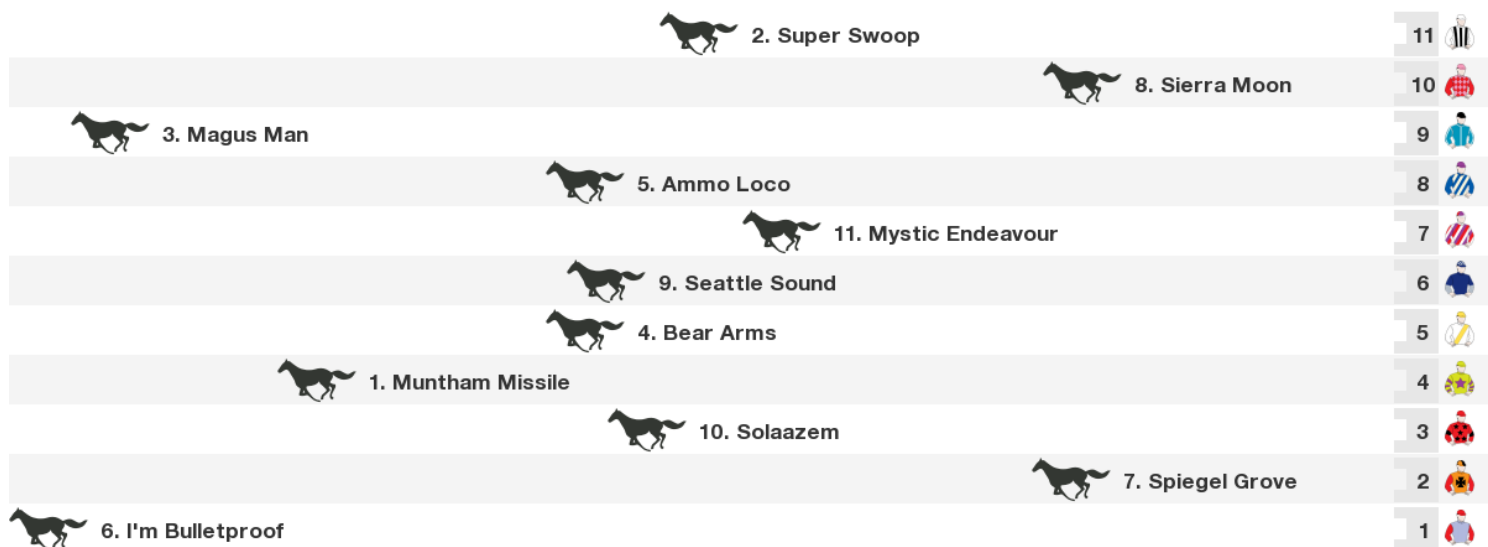 2. Super Swoop 11
8. Sierra Moon 10
3. Magus Man 9
5. Ammo Loco 8
11. Mystic Endeavour 7
9. Seattle Sound 6
4. Bear Arms 5
1. Muntham Missile 4
10. Solaazem 3
7. Spiegel Grove 2
6. I'm Bulletproof 1